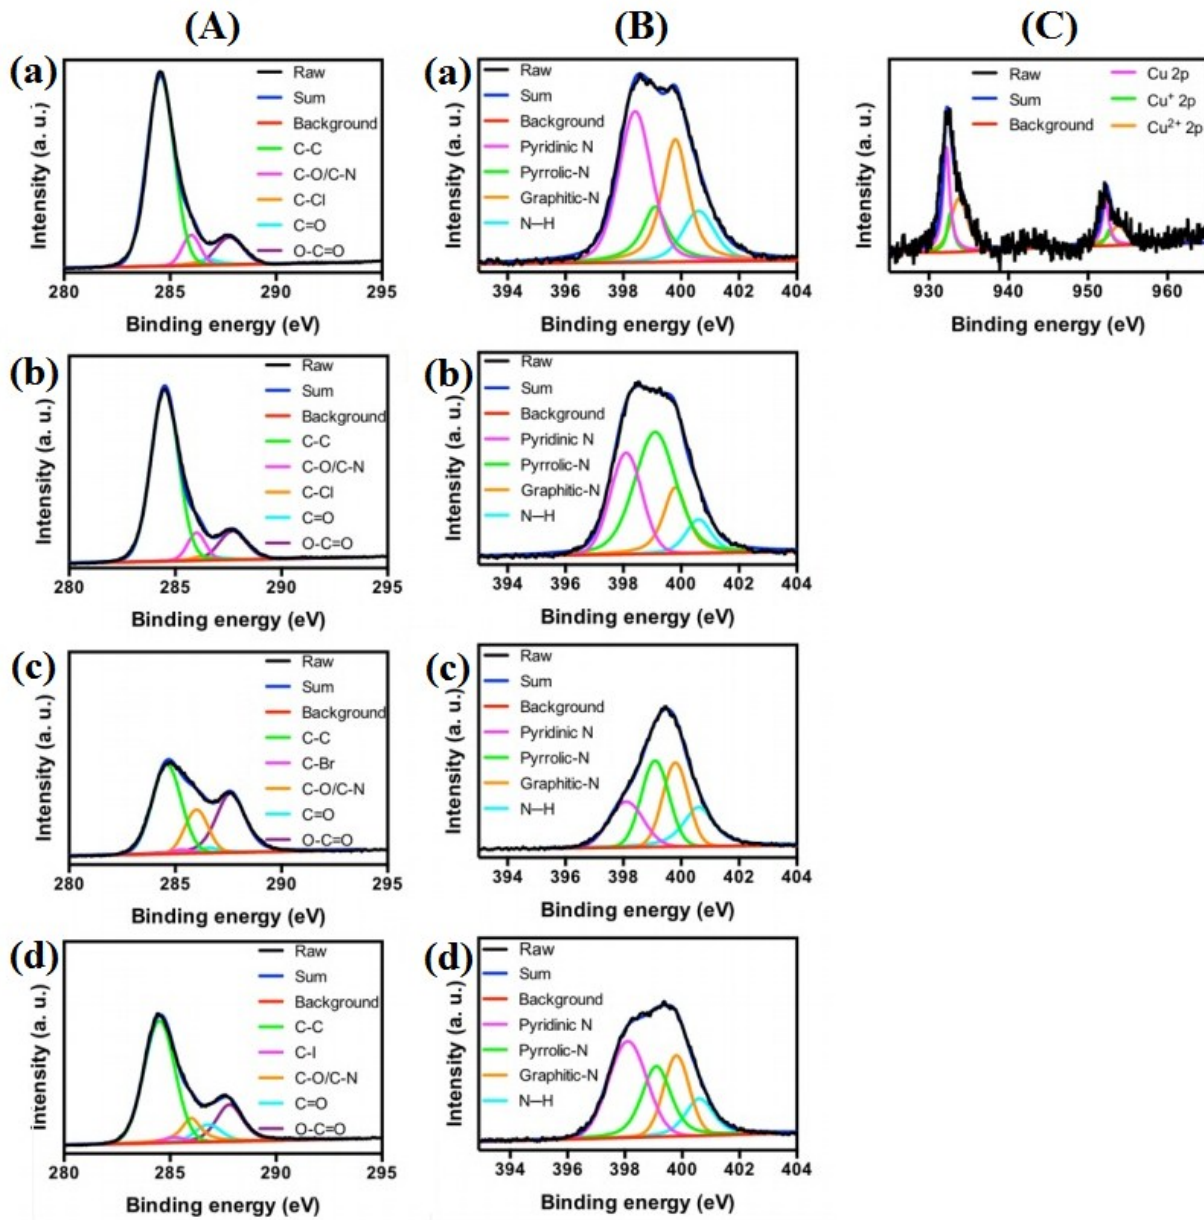 (A)
(B)
(C)
(a)
Raw
Sum
Background
C-C
C-O/C-N
C-Cl
C=O
O-C=O
Intensity (a. u.)
280 285 290 295
Binding energy (eV)
(a)
Raw
Sum
Background
Pyridinic N
Pyrrolic-N
Graphitic-N
N—H
Intensity (a. u.)
394 396 398 400 402 404
Binding energy (eV)
Raw
Sum
Background
Cu 2p
Cu⁺ 2p
Cu²⁺ 2p
Intensity (a. u.)
930 940 950 960
Binding energy (eV)
(b)
Raw
Sum
Background
C-C
C-O/C-N
C-Cl
C=O
O-C=O
Intensity (a. u.)
280 285 290 295
Binding energy (eV)
(b)
Raw
Sum
Background
Pyridinic N
Pyrrolic-N
Graphitic-N
N—H
Intensity (a. u.)
394 396 398 400 402 404
Binding energy (eV)
(c)
Raw
Sum
Background
C-C
C-Br
C-O/C-N
C=O
O-C=O
Intensity (a. u.)
280 285 290 295
Binding energy (eV)
(c)
Raw
Sum
Background
Pyridinic N
Pyrrolic-N
Graphitic-N
N—H
Intensity (a. u.)
394 396 398 400 402 404
Binding energy (eV)
(d)
Raw
Sum
Background
C-C
C-I
C-O/C-N
C=O
O-C=O
Intensity (a. u.)
280 285 290 295
Binding energy (eV)
(d)
Raw
Sum
Background
Pyridinic N
Pyrrolic-N
Graphitic-N
N—H
Intensity (a. u.)
394 396 398 400 402 404
Binding energy (eV)